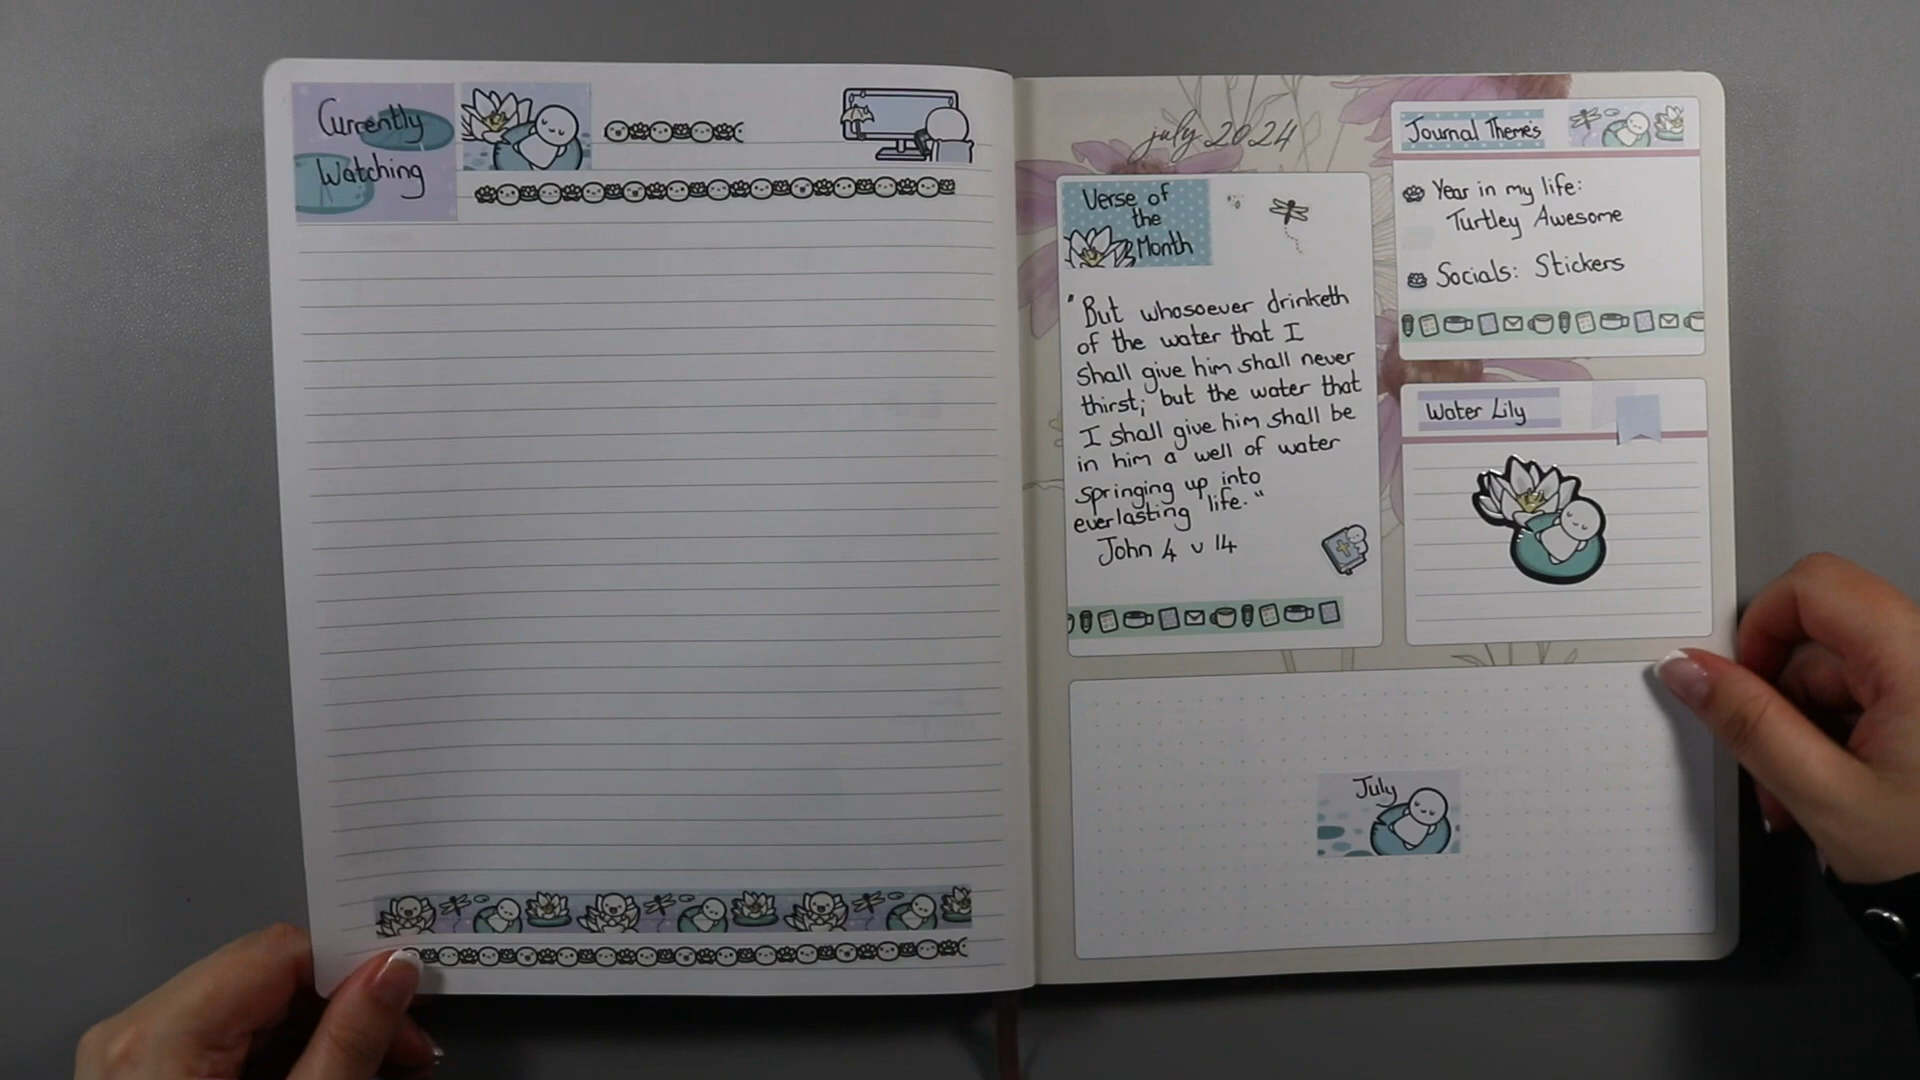 Currently
Watching
july 2024
Verse of
the
Month
"But whosoever drinketh
of the water that I
shall give him shall never
thirst; but the water that
I shall give him shall be
in him a well of water
springing up into
everlasting life."
John 4 v 14
Journal Themes
Year in my life:
Turtley Awesome
Socials: Stickers
Water Lily
July